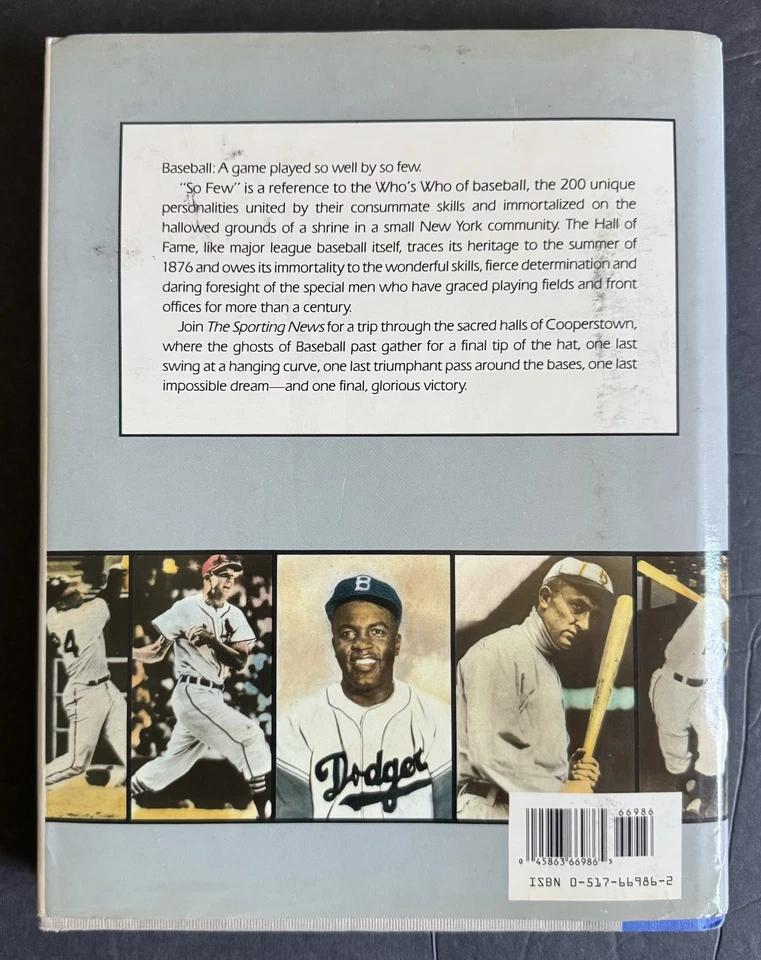 Baseball: A game played so well by so few.
"So Few" is a reference to the Who's Who of baseball, the 200 unique
personalities united by their consummate skills and immortalized on the
hallowed grounds of a shrine in a small New York community. The Hall of
Fame, like major league baseball itself, traces its heritage to the summer of
1876 and owes its immortality to the wonderful skills, fierce determination and
daring foresight of the special men who have graced playing fields and front
offices for more than a century.
Join The Sporting News for a trip through the sacred halls of Cooperstown,
where the ghosts of Baseball past gather for a final tip of the hat, one last
swing at a hanging curve, one last triumphant pass around the bases, one last
impossible dream—and one final, glorious victory.
4
B
Dodger
66986
0 45863 66986 5
ISBN 0-517-66986-2